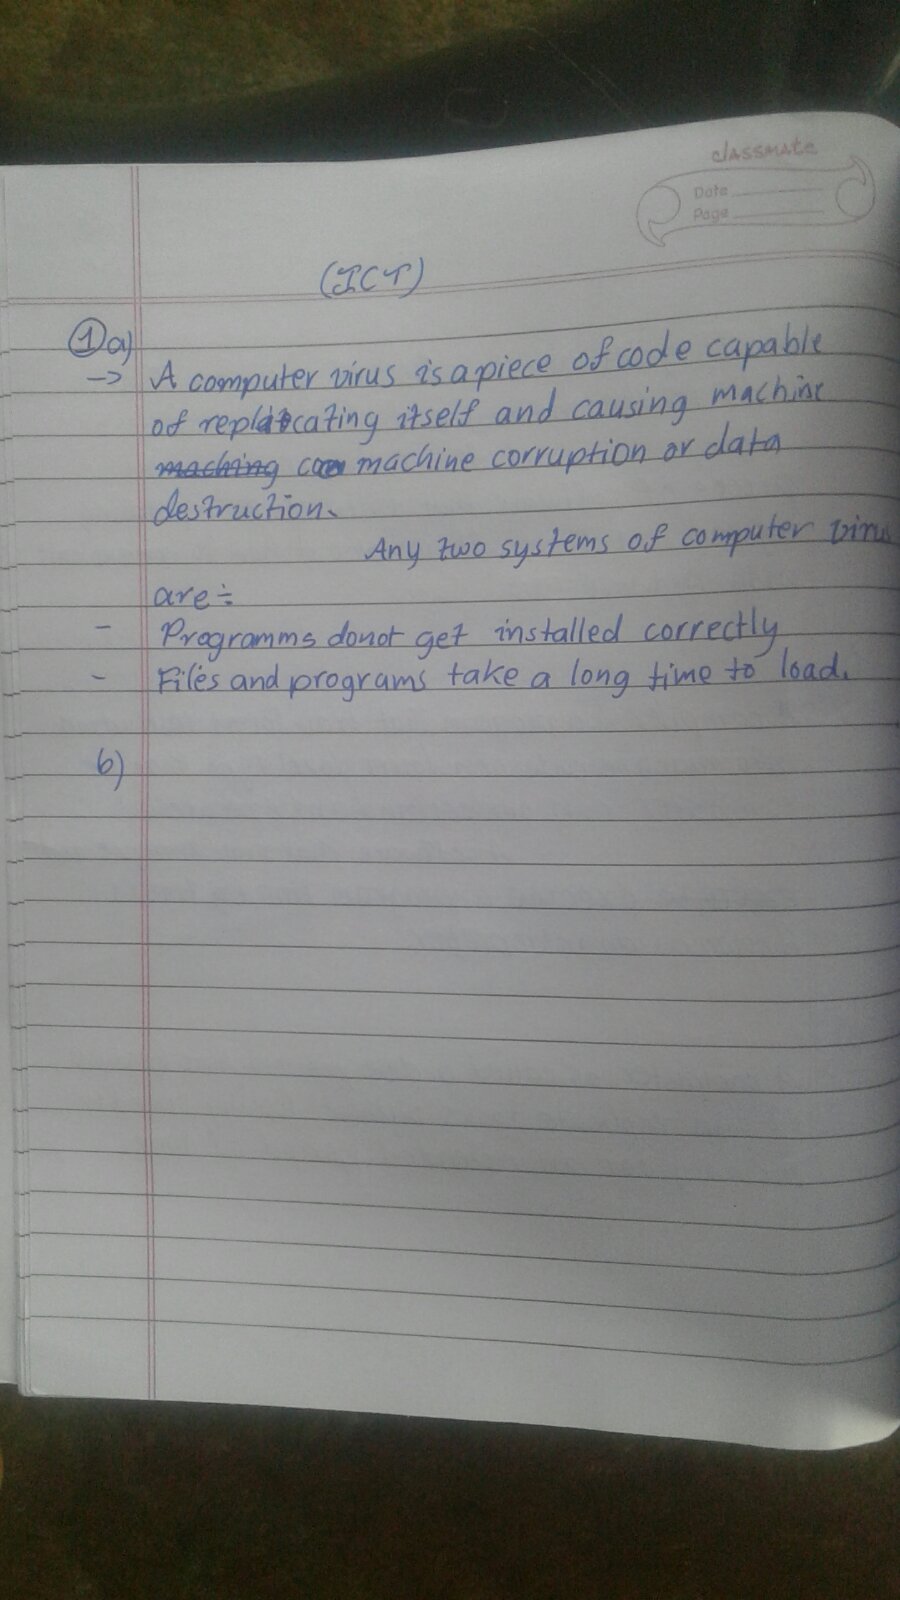 classmate
Date
Page
(ICT)
① a)
→ A computer virus is a piece of code capable
of replicating itself and causing machine
maching machine corruption or data
destruction.
Any two systems of computer virus
are ÷
- Programms donot get installed correctly
- Files and programs take a long time to load.
b)